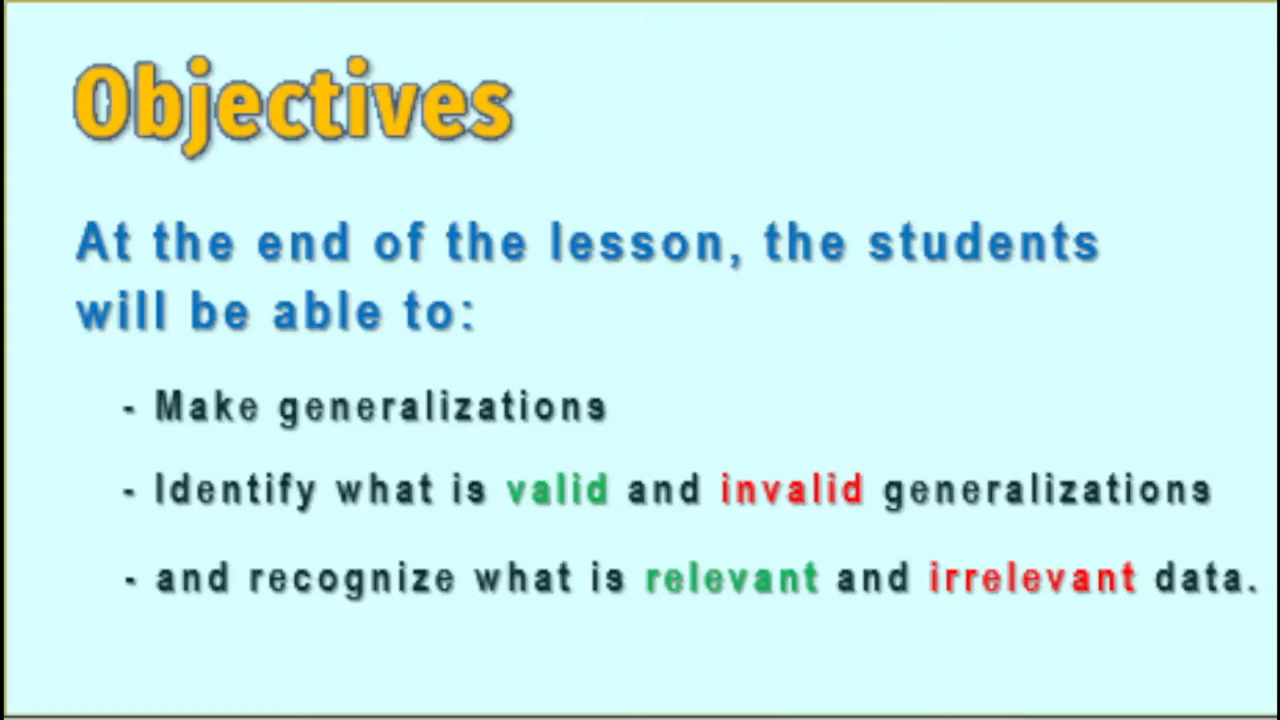 Objectives
At the end of the lesson, the students
will be able to:
- Make generalizations
- Identify what is valid and invalid generalizations
- and recognize what is relevant and irrelevant data.